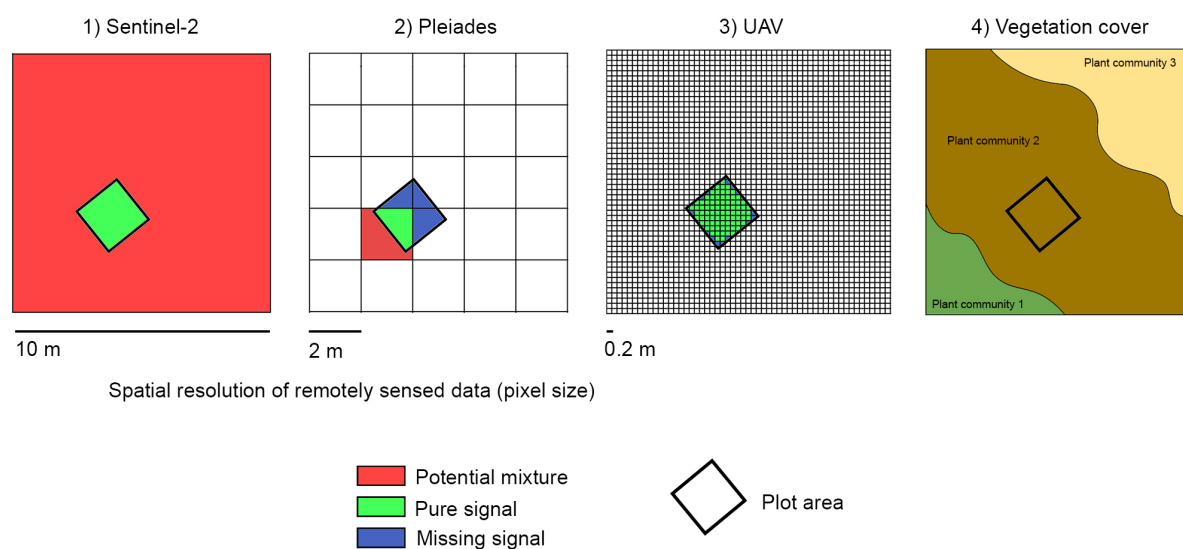 1) Sentinel-2
2) Pleiades
3) UAV
4) Vegetation cover
Plant community 3
Plant community 2
Plant community 1
10 m
2 m
0.2 m
Spatial resolution of remotely sensed data (pixel size)
Potential mixture
Pure signal
Missing signal
Plot area